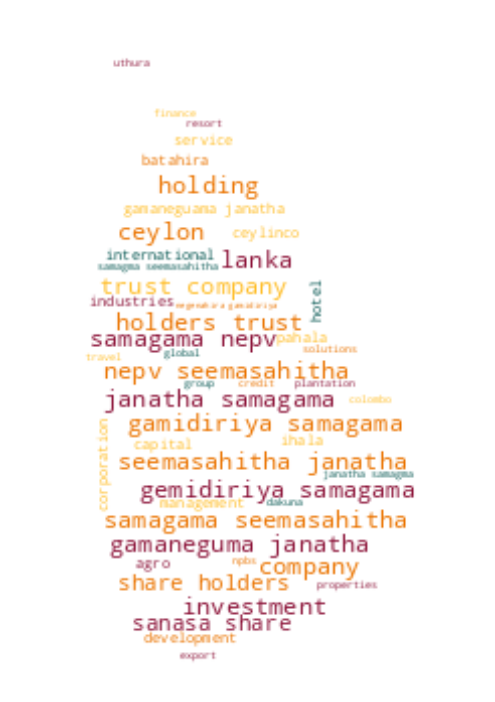 uthura
finance
resort
service
batahira
holding
gamaneguama janatha
ceylon
ceylinco
international
lanka
samagma seemasahitha
trust company
hotel
industries
holders trust
samagama nepv
pahala
solutions
global
travel
nepv seemasahitha
group
credit
plantation
janatha samagama
colombo
gamidiriya samagama
corporation
capital
ihala
seemasahitha janatha
janatha samagma
gemidiriya samagama
management
dakuna
samagama seemasahitha
gamaneguma janatha
agro
npbs
company
share holders
properties
investment
sanasa share
development
export